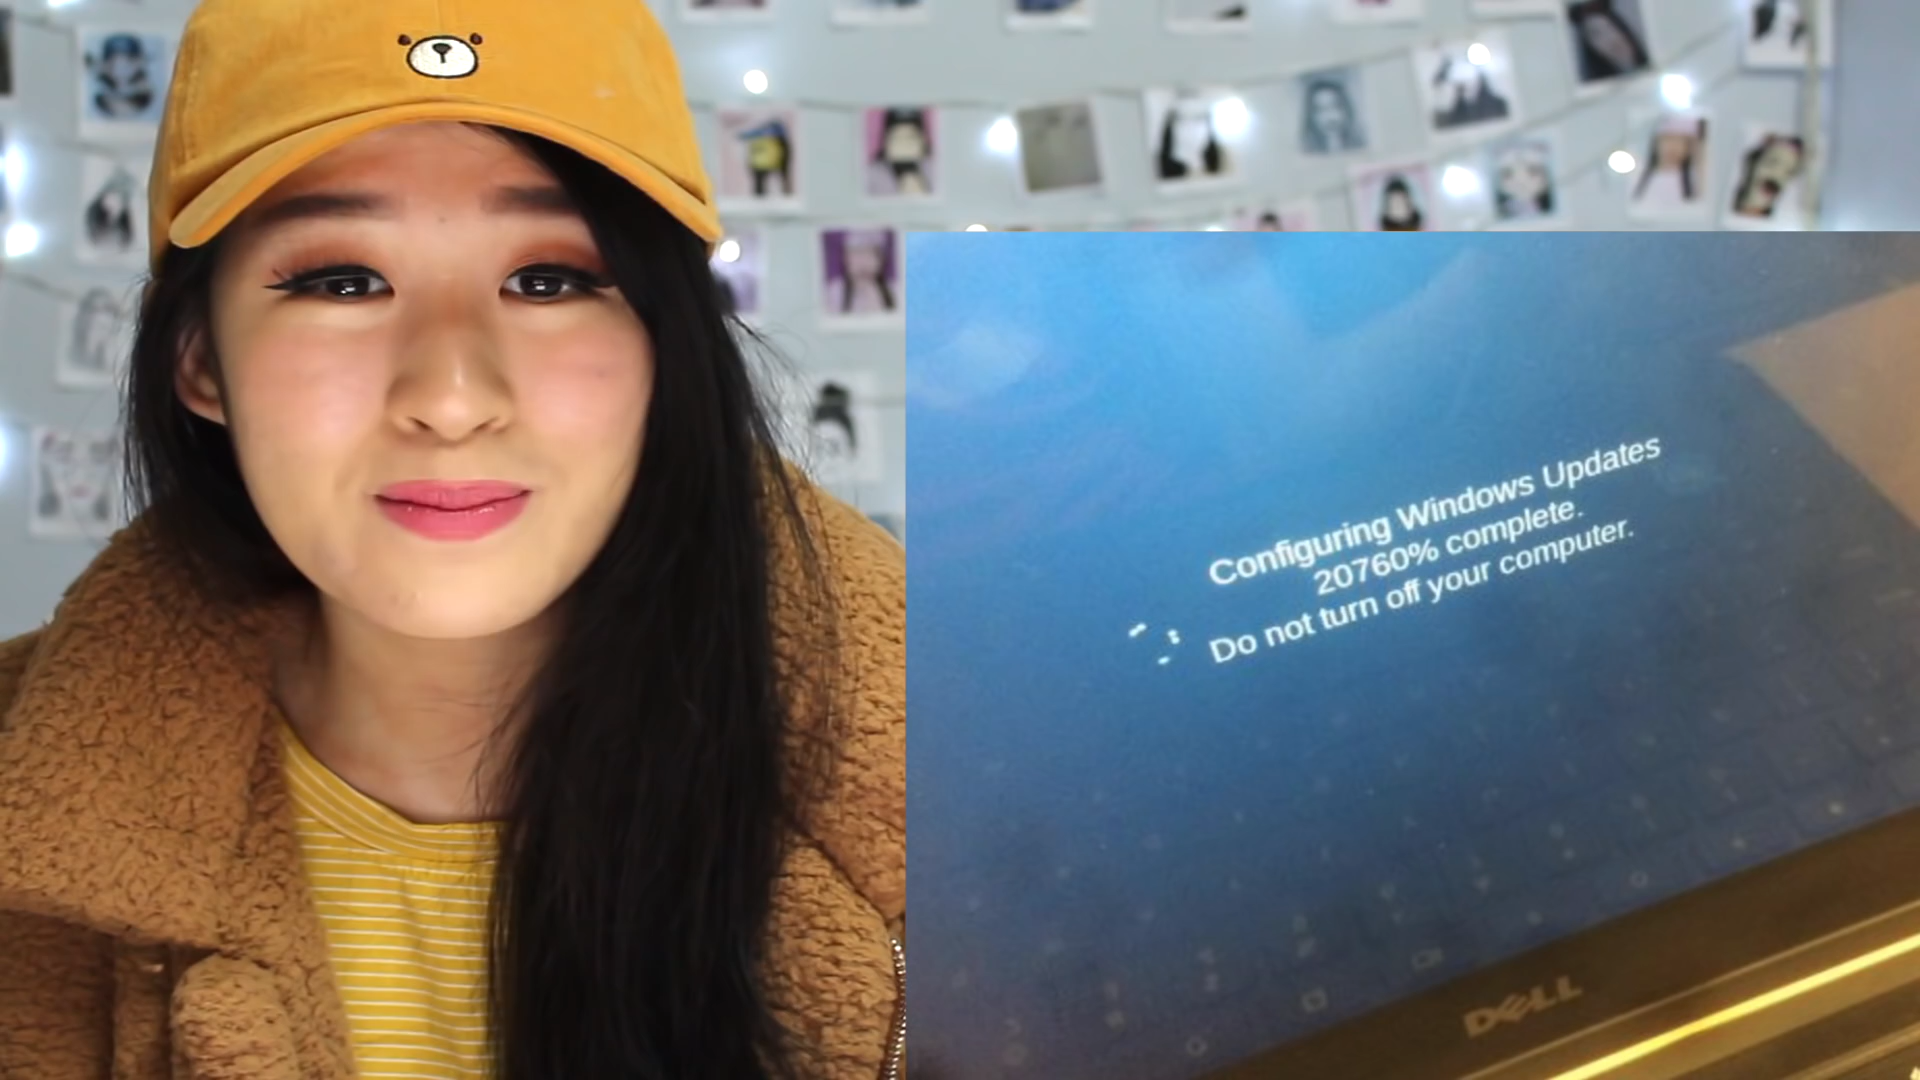 Configuring Windows Updates
20760% complete.
Do not turn off your computer.
DELL